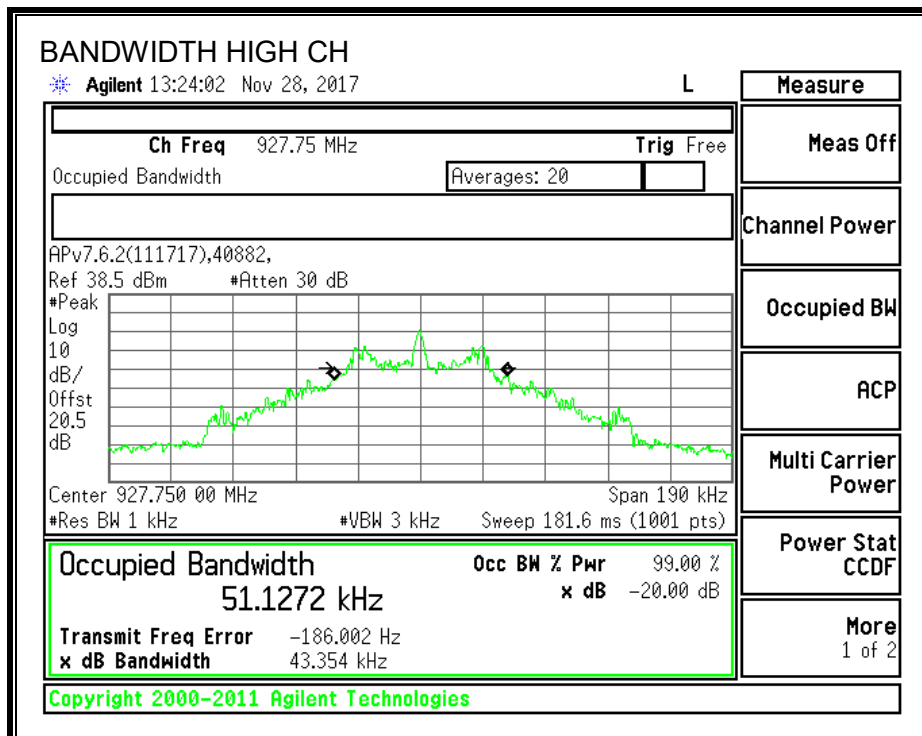 BANDWIDTH HIGH CH
Agilent 13:24:02 Nov 28, 2017 L
Measure
Ch Freq 927.75 MHz Trig Free
Meas Off
Occupied Bandwidth Averages: 20
Channel Power
APv7.6.2(111717),40882,
Ref 38.5 dBm #Atten 30 dB
#Peak
Log
10
dB/
Offst
20.5
dB
Occupied BW
ACP
Center 927.750 00 MHz Span 190 kHz
#Res BW 1 kHz #VBW 3 kHz Sweep 181.6 ms (1001 pts)
Multi Carrier
Power
Occupied Bandwidth Occ BW % Pwr 99.00 %
51.1272 kHz x dB -20.00 dB
Power Stat
CCDF
Transmit Freq Error -186.002 Hz
x dB Bandwidth 43.354 kHz
More
1 of 2
Copyright 2000-2011 Agilent Technologies